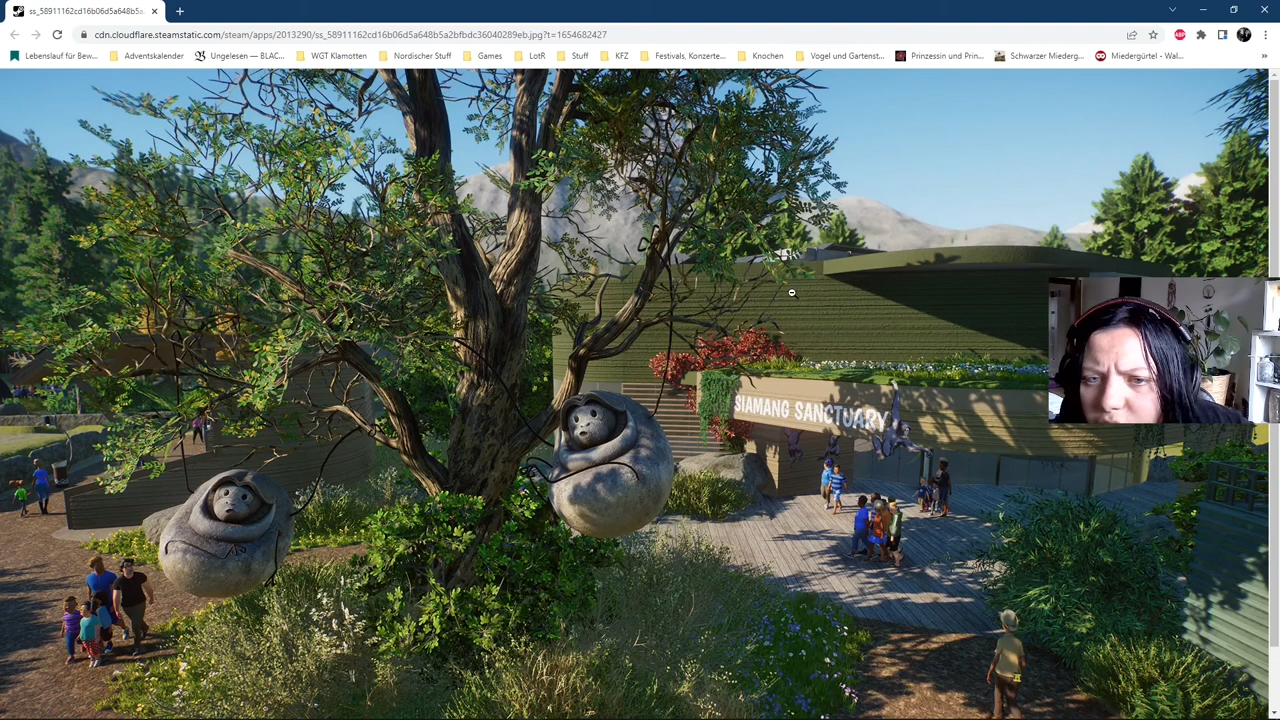 ss_58911162cd16b06d5a648b5a2b
cdn.cloudflare.steamstatic.com/steam/apps/2013290/ss_58911162cd16b06d5a648b5a2bfbdc36040289eb.jpg?t=1654682427
Lebenslauf für Bew... Adventskalender Ungelesen — BLAC... WGT Klamotten Nordischer Stuff Games LotR Stuff KFZ Festivals, Konzerte... Knochen Vogel und Gartenst... Prinzessin und Prin... Schwarzer Miederg... Miedergürtel - Wal... »
SIAMANG SANCTUARY